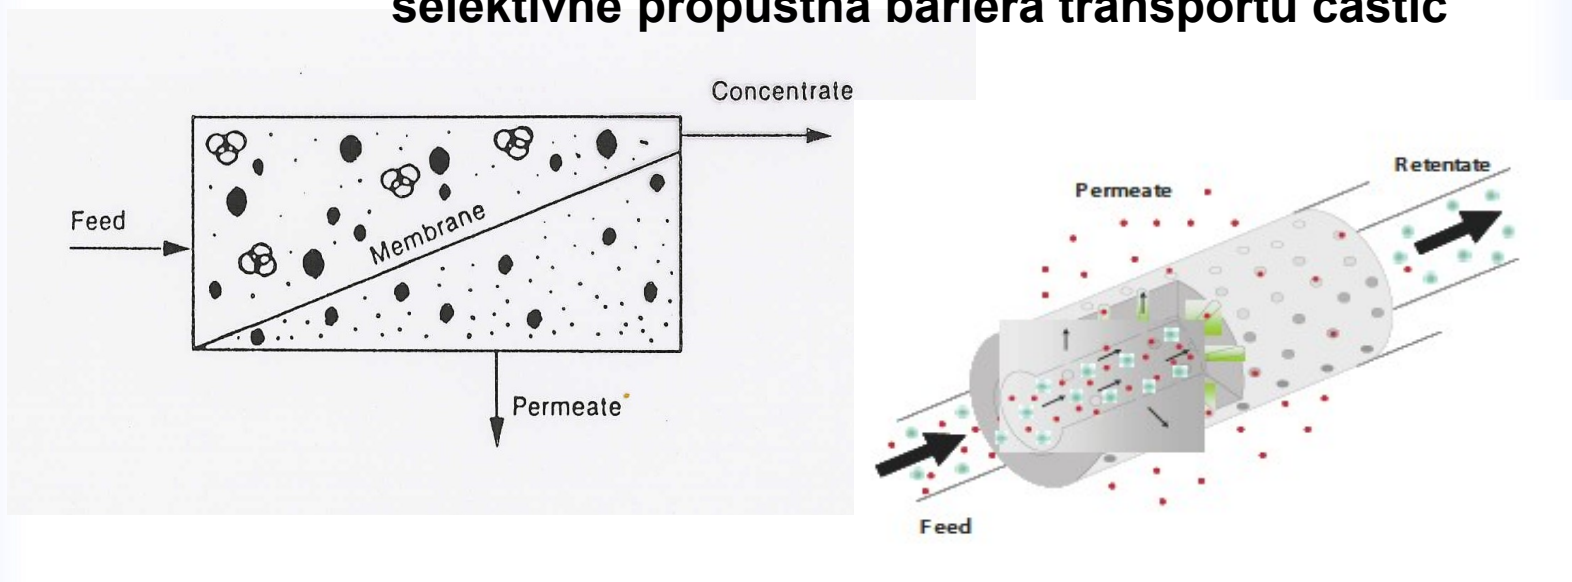 selektivně propustná bariéra transportu částic
Concentrate
Feed
Membrane
Permeate
Permeate
Retentate
Feed